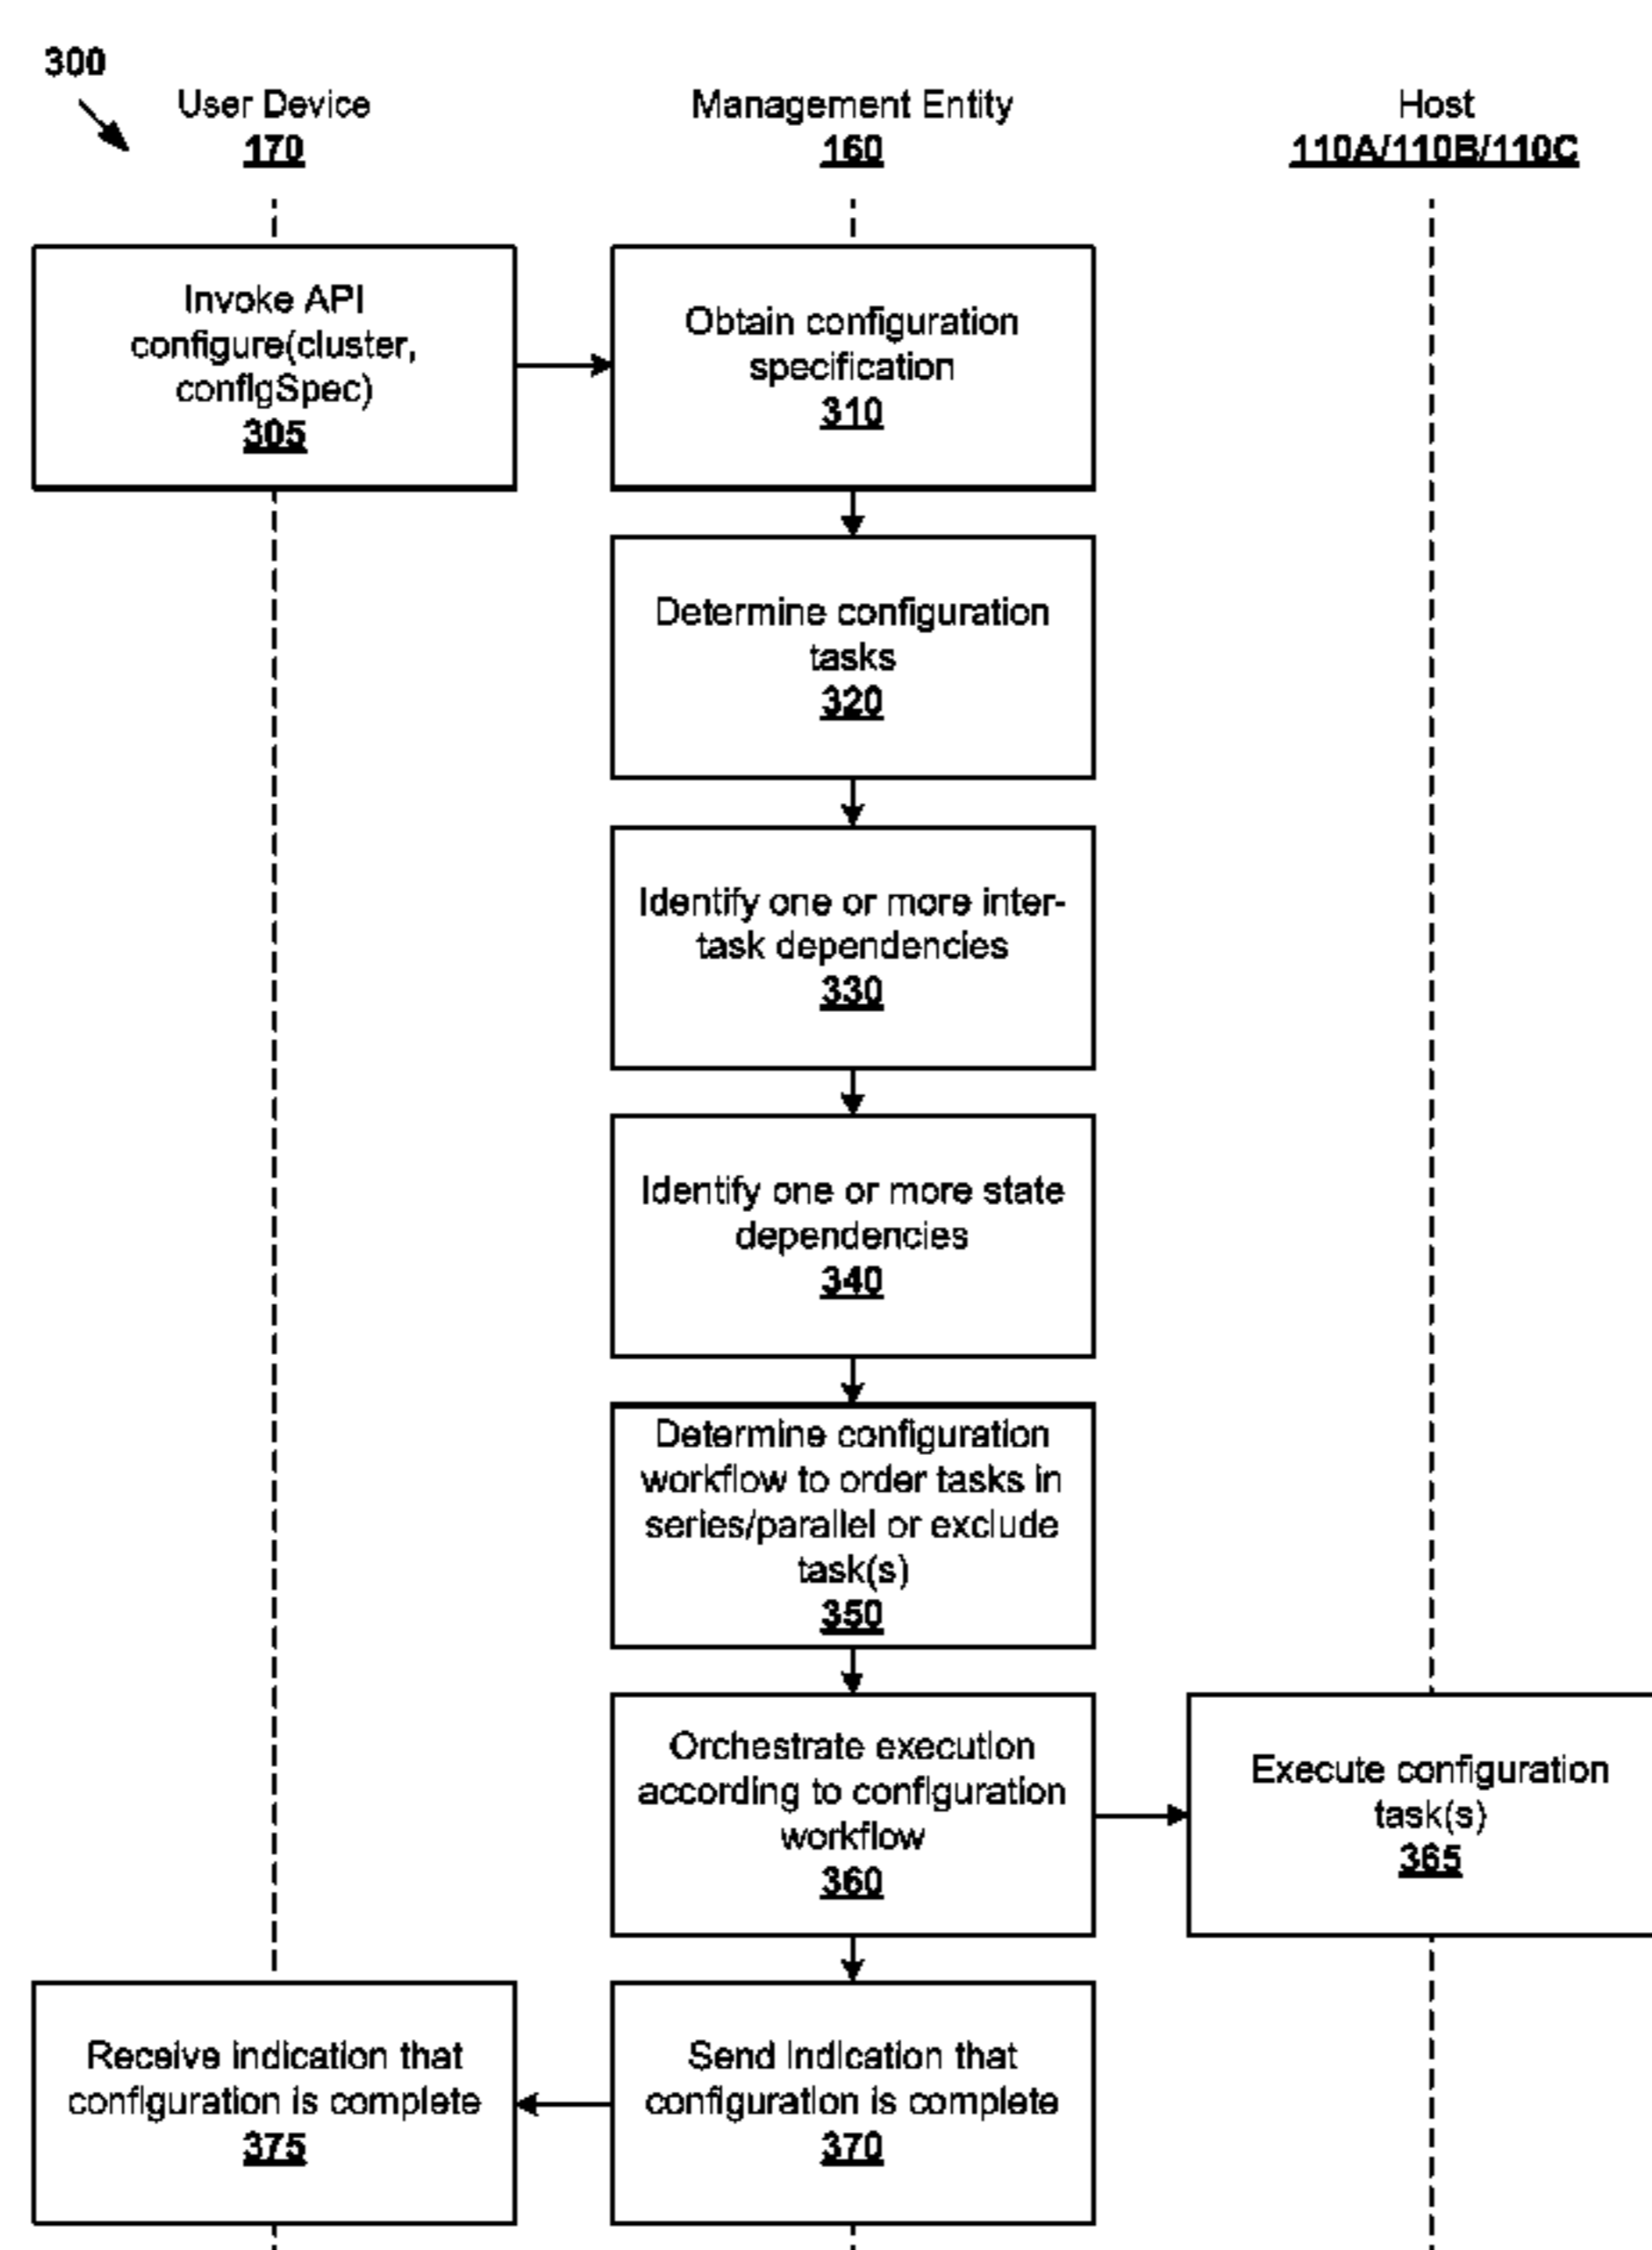 300
User Device
170
Management Entity
160
Host
110A/110B/110C
Invoke API
configure(cluster,
configSpec)
305
Obtain configuration
specification
310
Determine configuration
tasks
320
Identify one or more inter-
task dependencies
330
Identify one or more state
dependencies
340
Determine configuration
workflow to order tasks in
series/parallel or exclude
task(s)
350
Orchestrate execution
according to configuration
workflow
360
Execute configuration
task(s)
365
Receive indication that
configuration is complete
375
Send indication that
configuration is complete
370